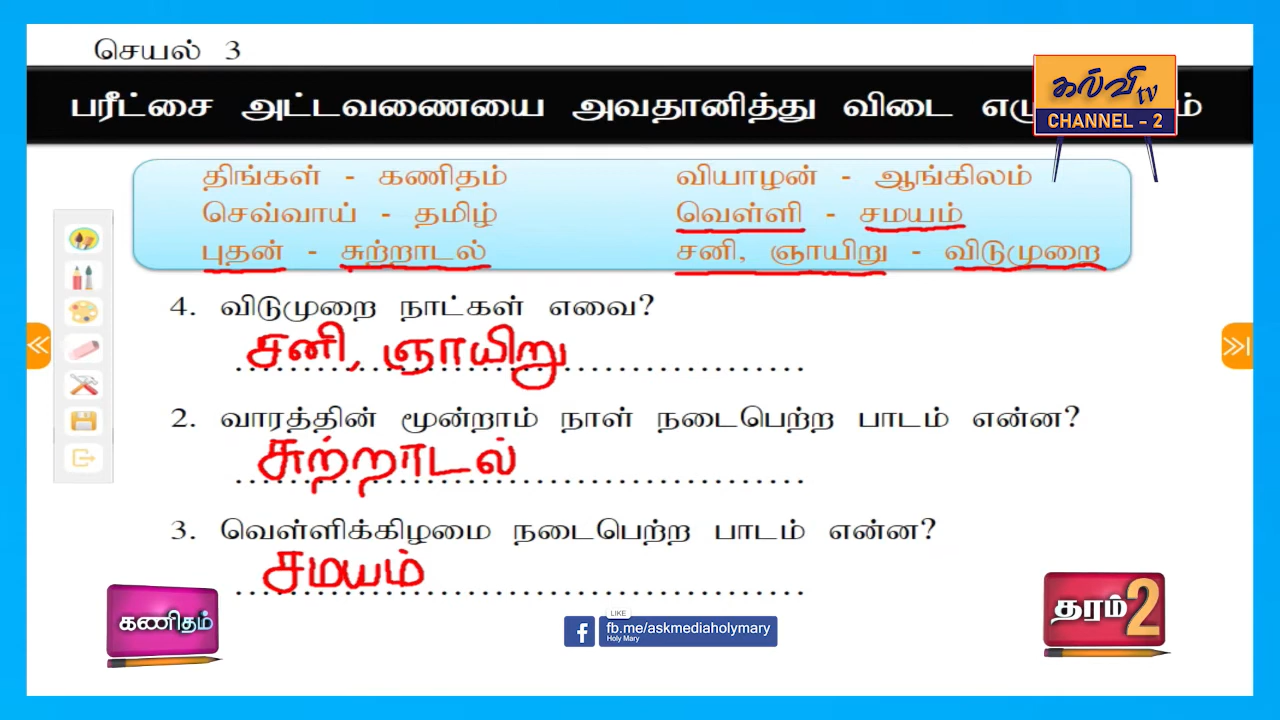 செயல் 3
பரீட்சை அட்டவணையை அவதானித்து விடை
கல்வி tv
CHANNEL - 2
திங்கள் - கணிதம்
வியாழன் - ஆங்கிலம்
செவ்வாய் - தமிழ்
வெள்ளி - சமயம்
புதன் - சுற்றாடல்
சனி, ஞாயிறு - விடுமுறை
4. விடுமுறை நாட்கள் எவை?
சனி, ஞாயிறு
2. வாரத்தின் மூன்றாம் நாள் நடைபெற்ற பாடம் என்ன?
சுற்றாடல்
3. வெள்ளிக்கிழமை நடைபெற்ற பாடம் என்ன?
சமயம்
கணிதம்
LIKE
fb.me/askmediaholymary
Holy Mary
தரம் 2